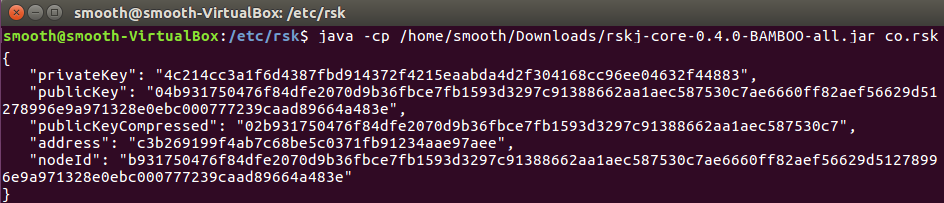 smooth@smooth-VirtualBox: /etc/rsk
smooth@smooth-VirtualBox:/etc/rsk$ java -cp /home/smooth/Downloads/rskj-core-0.4.0-BAMBOO-all.jar co.rsk
{
   "privateKey": "4c214cc3a1f6d4387fbd914372f4215eaabda4d2f304168cc96ee04632f44883",
   "publicKey": "04b931750476f84dfe2070d9b36fbce7fb1593d3297c91388662aa1aec587530c7ae6660ff82aef56629d51
278996e9a971328e0ebc000777239caad89664a483e",
   "publicKeyCompressed": "02b931750476f84dfe2070d9b36fbce7fb1593d3297c91388662aa1aec587530c7",
   "address": "c3b269199f4ab7c68be5c0371fb91234aae97aee",
   "nodeId": "b931750476f84dfe2070d9b36fbce7fb1593d3297c91388662aa1aec587530c7ae6660ff82aef56629d5127899
6e9a971328e0ebc000777239caad89664a483e"
}